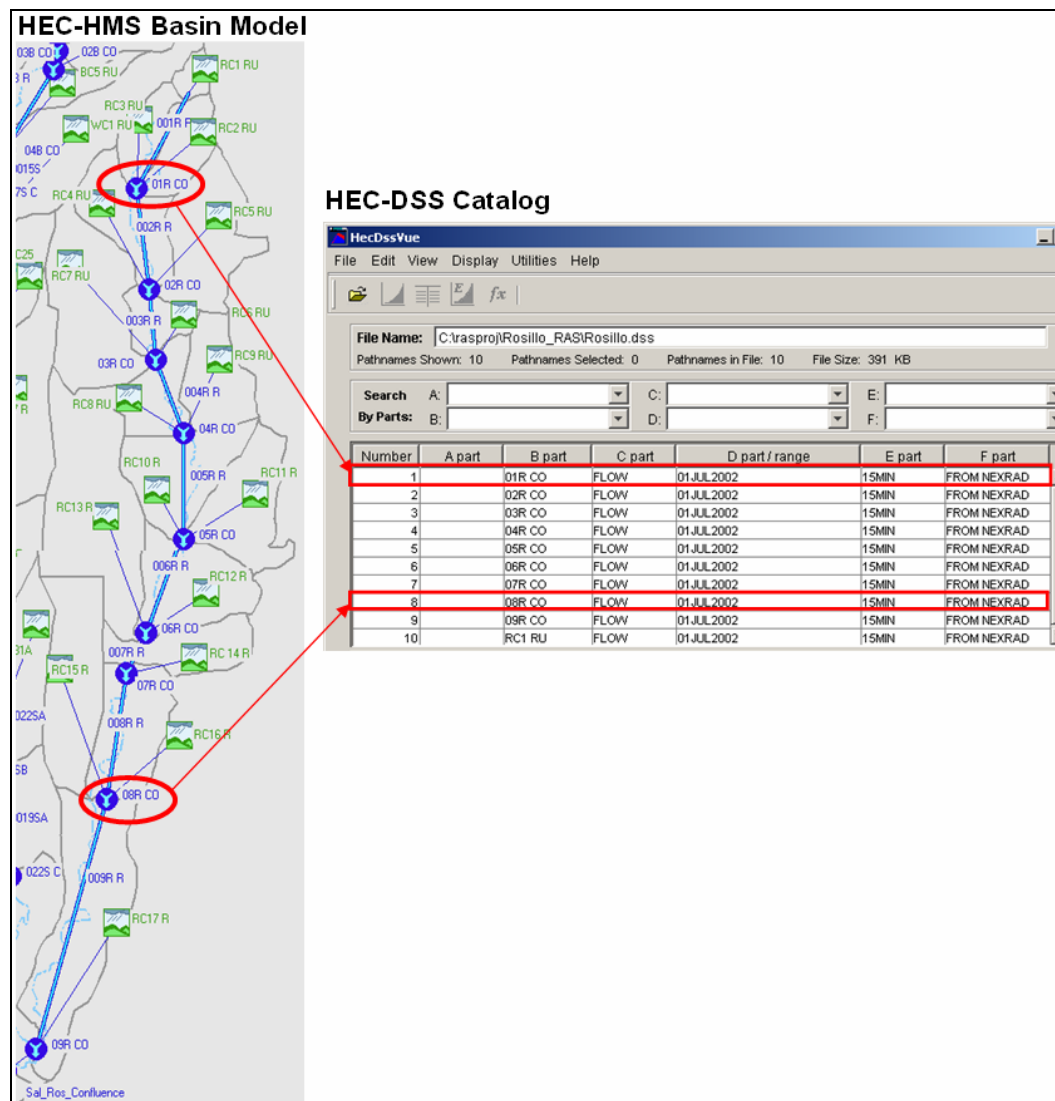 HEC-HMS Basin Model
03B CO
02B CO
BC5 RU
RC1 RU
RC3 RU
WC1 RU
001R R
RC2 RU
04B CO
0015S
7S C
01R CO
RC4 RU
RC5 RU
002R R
RC25
RC7 RU
02R CO
RC6 RU
003R R
03R CO
RC9 RU
004R R
RC8 RU
04R CO
RC10 R
005R R
RC11 R
RC13 R
05R CO
006R R
RC12 R
06R CO
007R R
RC 14 R
31A
RC15 R
07R CO
022SA
008R R
RC16 R
SB
08R CO
019SA
022S C
009R R
RC17 R
09R CO
Sal_Ros_Confluence
HEC-DSS Catalog
HecDssVue
File Edit View Display Utilities Help
E fx
File Name: C:\rasproj\Rosillo_RAS\Rosillo.dss
Pathnames Shown: 10 Pathnames Selected: 0 Pathnames in File: 10 File Size: 391 KB
Search A: C: E:
By Parts: B: D: F:
Number A part B part C part D part / range E part F part
1 01R CO FLOW 01JUL2002 15MIN FROM NEXRAD
2 02R CO FLOW 01JUL2002 15MIN FROM NEXRAD
3 03R CO FLOW 01JUL2002 15MIN FROM NEXRAD
4 04R CO FLOW 01JUL2002 15MIN FROM NEXRAD
5 05R CO FLOW 01JUL2002 15MIN FROM NEXRAD
6 06R CO FLOW 01JUL2002 15MIN FROM NEXRAD
7 07R CO FLOW 01JUL2002 15MIN FROM NEXRAD
8 08R CO FLOW 01JUL2002 15MIN FROM NEXRAD
9 09R CO FLOW 01JUL2002 15MIN FROM NEXRAD
10 RC1 RU FLOW 01JUL2002 15MIN FROM NEXRAD